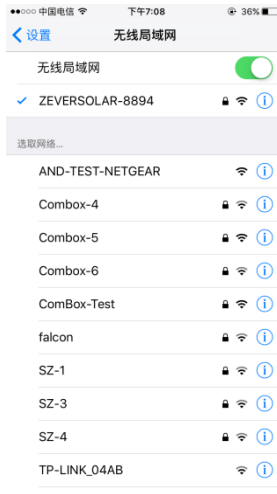 中国电信 下午7:08 36%
设置 无线局域网
无线局域网
ZEVERSOLAR-8894
选取网络...
AND-TEST-NETGEAR
Combox-4
Combox-5
Combox-6
ComBox-Test
falcon
SZ-1
SZ-3
SZ-4
TP-LINK_04AB